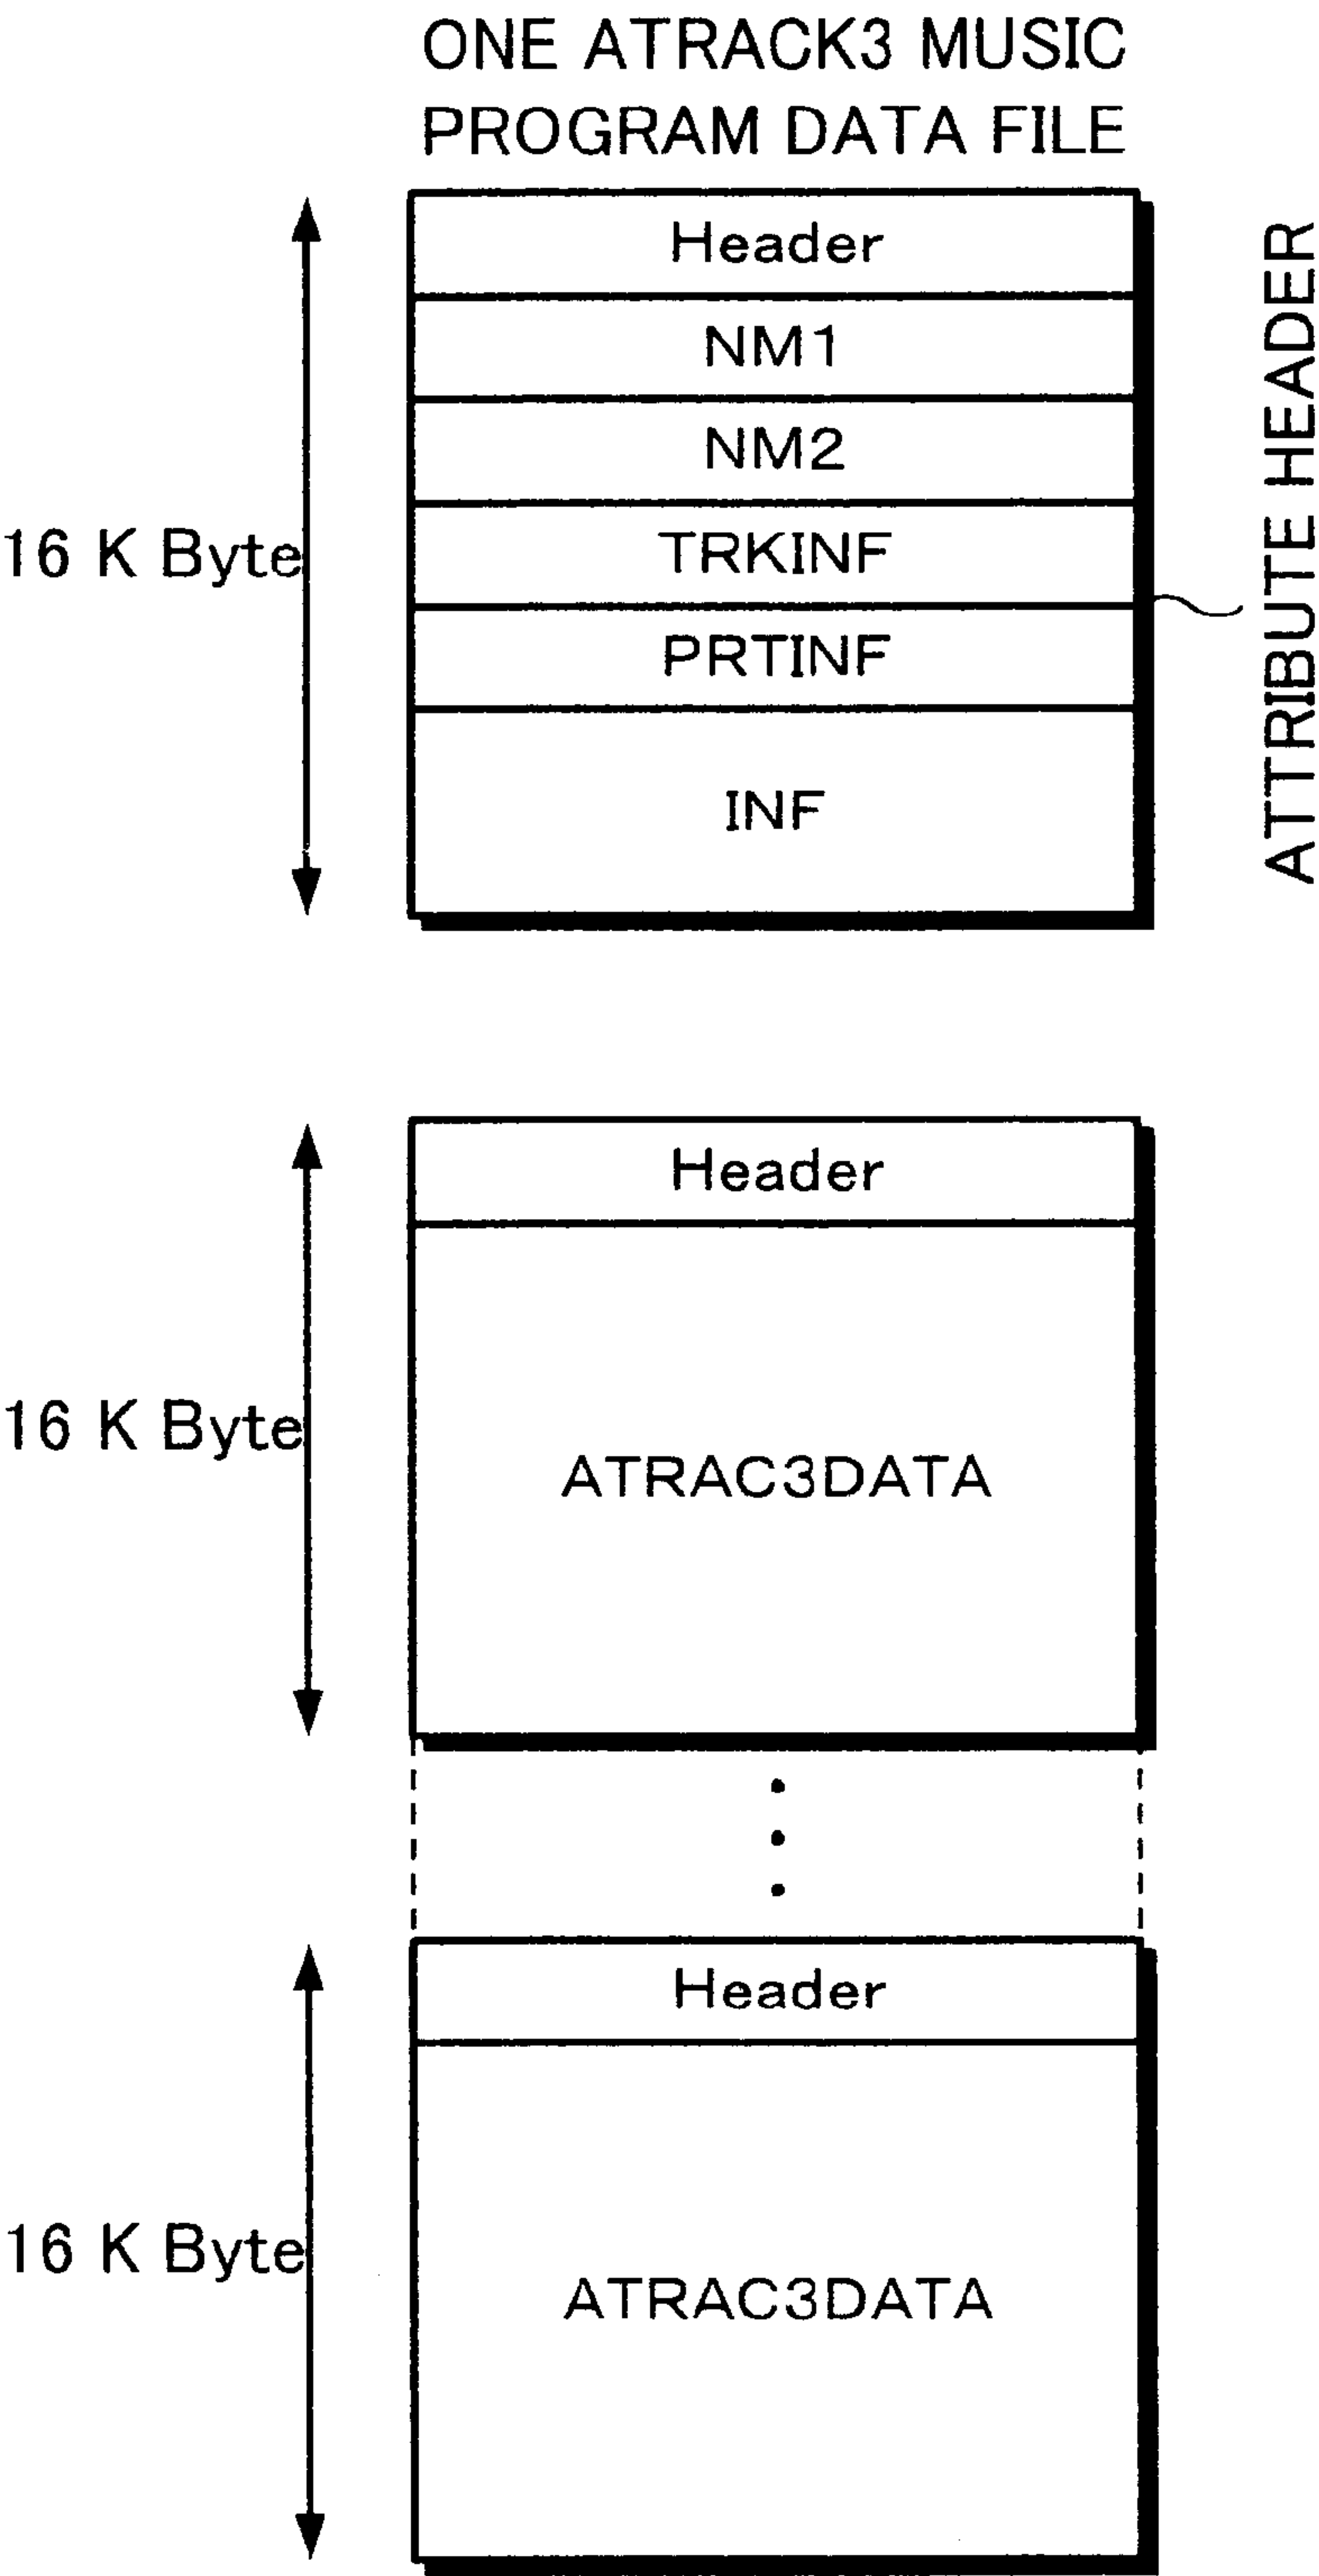 ONE ATRACK3 MUSIC
PROGRAM DATA FILE
Header
NM1
NM2
TRKINF
PRTINF
INF
16 K Byte
ATTRIBUTE HEADER
Header
ATRAC3DATA
16 K Byte
Header
ATRAC3DATA
16 K Byte